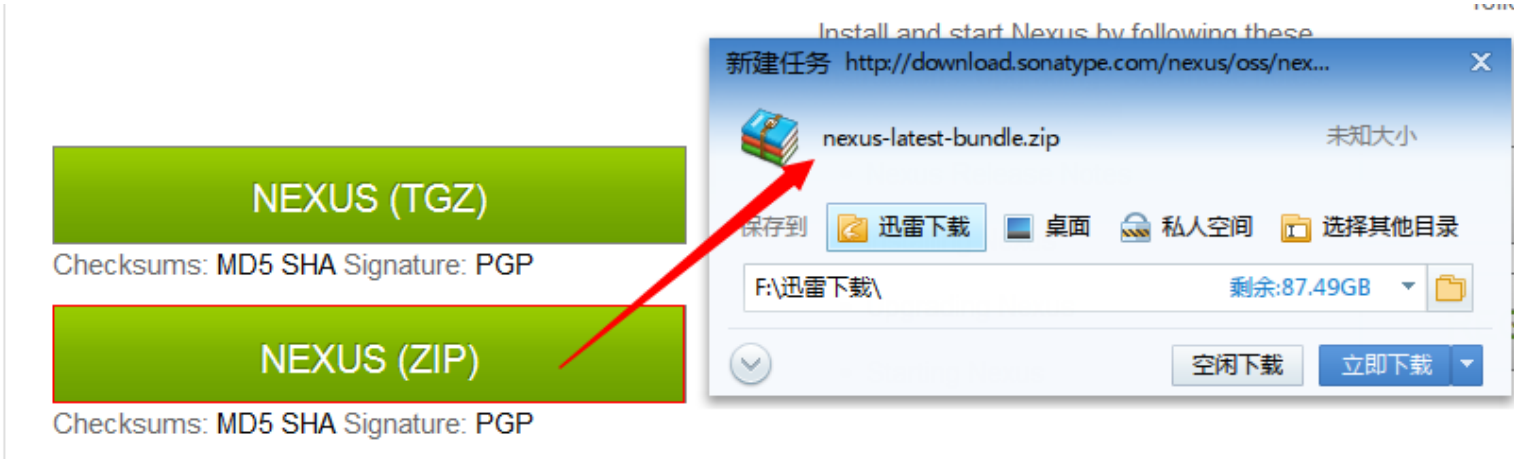 Install and start Nexus by following these
NEXUS (TGZ)
Checksums: MD5 SHA Signature: PGP
NEXUS (ZIP)
Checksums: MD5 SHA Signature: PGP
新建任务 http://download.sonatype.com/nexus/oss/nex...
nexus-latest-bundle.zip 未知大小
保存到 迅雷下载 桌面 私人空间 选择其他目录
F:\迅雷下载\ 剩余:87.49GB
空闲下载 立即下载